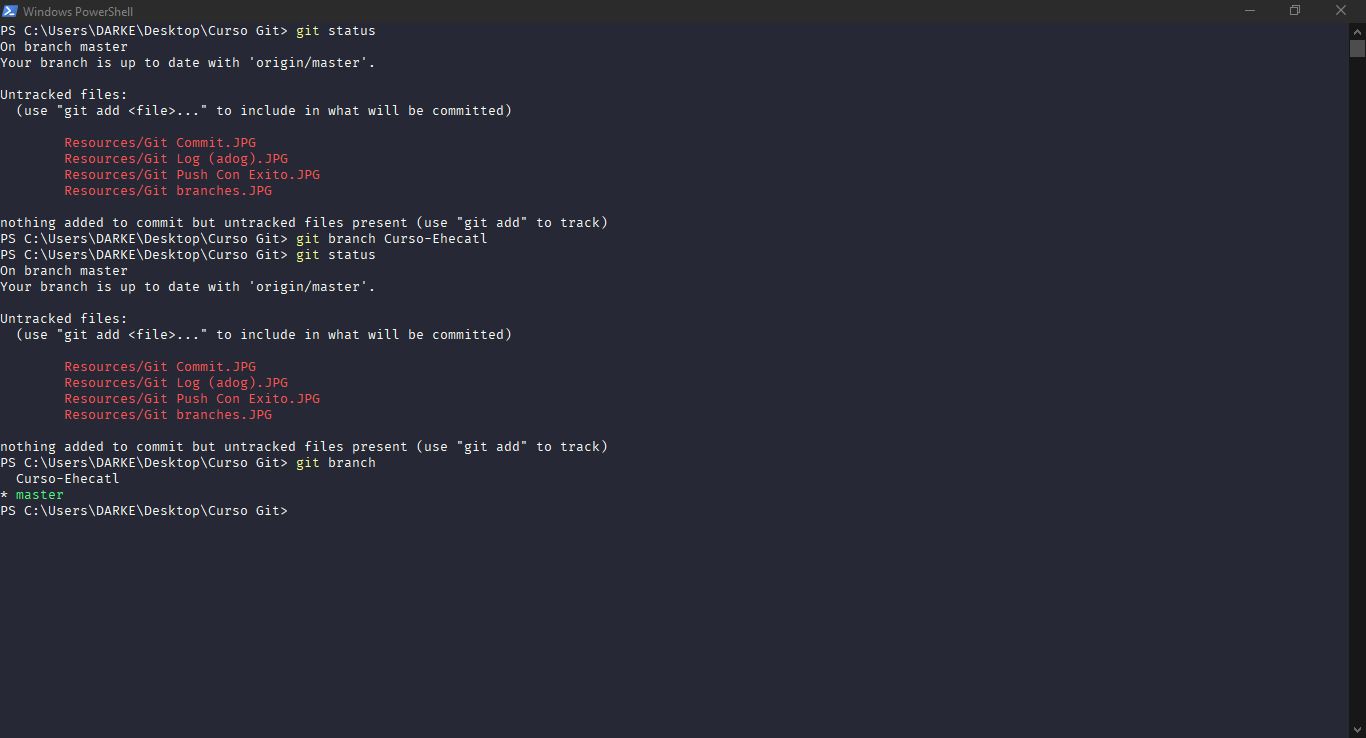 Windows PowerShell
PS C:\Users\DARKE\Desktop\Curso Git> git status
On branch master
Your branch is up to date with 'origin/master'.
Untracked files:
  (use "git add <file>..." to include in what will be committed)
        Resources/Git Commit.JPG
        Resources/Git Log (adog).JPG
        Resources/Git Push Con Exito.JPG
        Resources/Git branches.JPG
nothing added to commit but untracked files present (use "git add" to track)
PS C:\Users\DARKE\Desktop\Curso Git> git branch Curso-Ehecatl
PS C:\Users\DARKE\Desktop\Curso Git> git status
On branch master
Your branch is up to date with 'origin/master'.
Untracked files:
  (use "git add <file>..." to include in what will be committed)
        Resources/Git Commit.JPG
        Resources/Git Log (adog).JPG
        Resources/Git Push Con Exito.JPG
        Resources/Git branches.JPG
nothing added to commit but untracked files present (use "git add" to track)
PS C:\Users\DARKE\Desktop\Curso Git> git branch
  Curso-Ehecatl
* master
PS C:\Users\DARKE\Desktop\Curso Git>